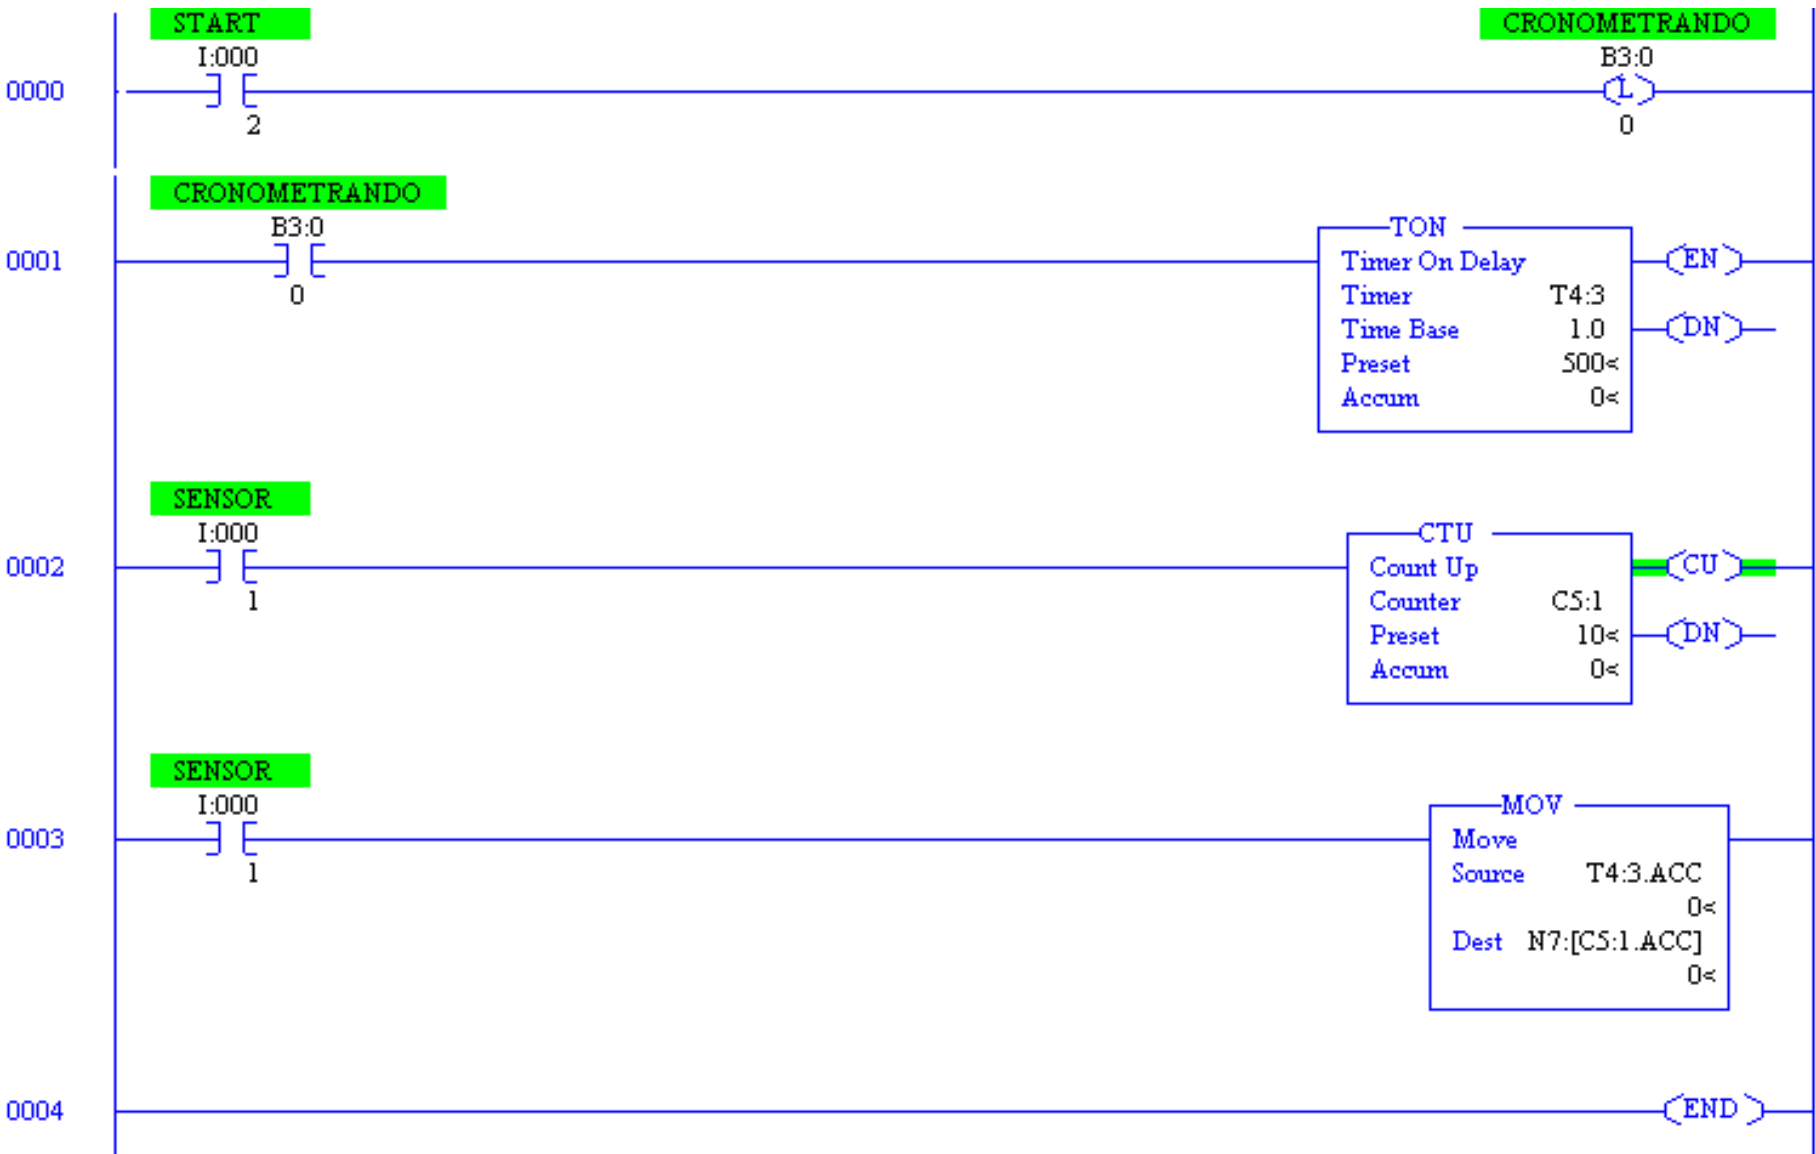 START
I:000
2
CRONOMETRANDO
B3:0
L
0
0000
CRONOMETRANDO
B3:0
0
0001
TON
Timer On Delay
Timer T4:3
Time Base 1.0
Preset 500<
Accum 0<
EN
DN
SENSOR
I:000
1
0002
CTU
Count Up
Counter C5:1
Preset 10<
Accum 0<
CU
DN
SENSOR
I:000
1
0003
MOV
Move
Source T4:3.ACC
0<
Dest N7:[C5:1.ACC]
0<
0004
END